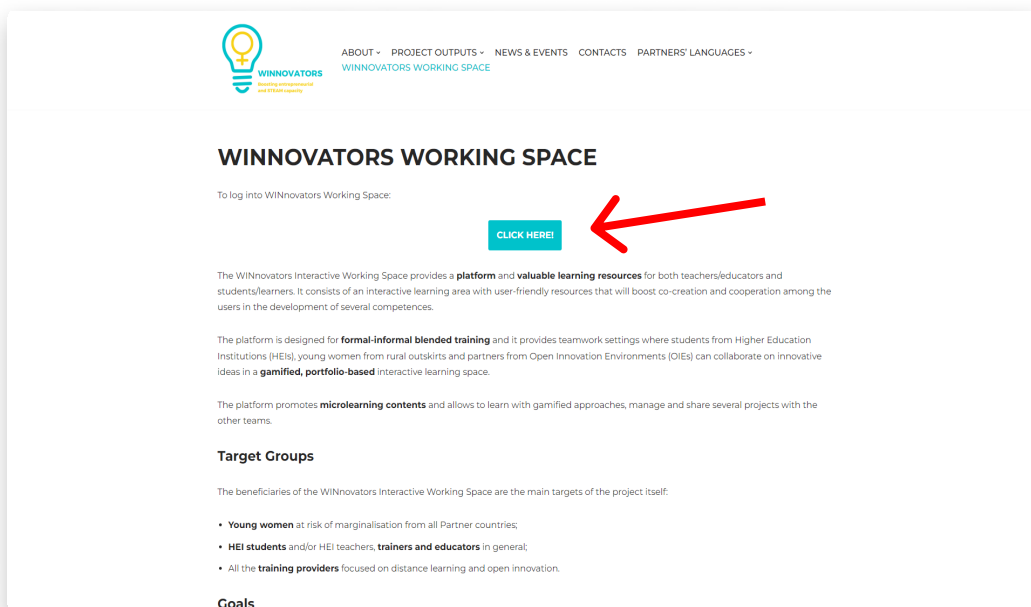 ABOUT PROJECT OUTPUTS NEWS & EVENTS CONTACTS PARTNERS' LANGUAGES
WINNOVATORS WORKING SPACE
WINNOVATORS
Boosting entrepreneurial
and STEAM capacity
WINNOVATORS WORKING SPACE
To log into WINnovators Working Space:
CLICK HERE!
The WINnovators Interactive Working Space provides a platform and valuable learning resources for both teachers/educators and
students/learners. It consists of an interactive learning area with user-friendly resources that will boost co-creation and cooperation among the
users in the development of several competences.
The platform is designed for formal-informal blended training and it provides teamwork settings where students from Higher Education
Institutions (HEIs), young women from rural outskirts and partners from Open Innovation Environments (OIEs) can collaborate on innovative
ideas in a gamified, portfolio-based interactive learning space.
The platform promotes microlearning contents and allows to learn with gamified approaches, manage and share several projects with the
other teams.
Target Groups
The beneficiaries of the WINnovators Interactive Working Space are the main targets of the project itself:
• Young women at risk of marginalisation from all Partner countries;
• HEI students and/or HEI teachers, trainers and educators in general;
• All the training providers focused on distance learning and open innovation.
Goals